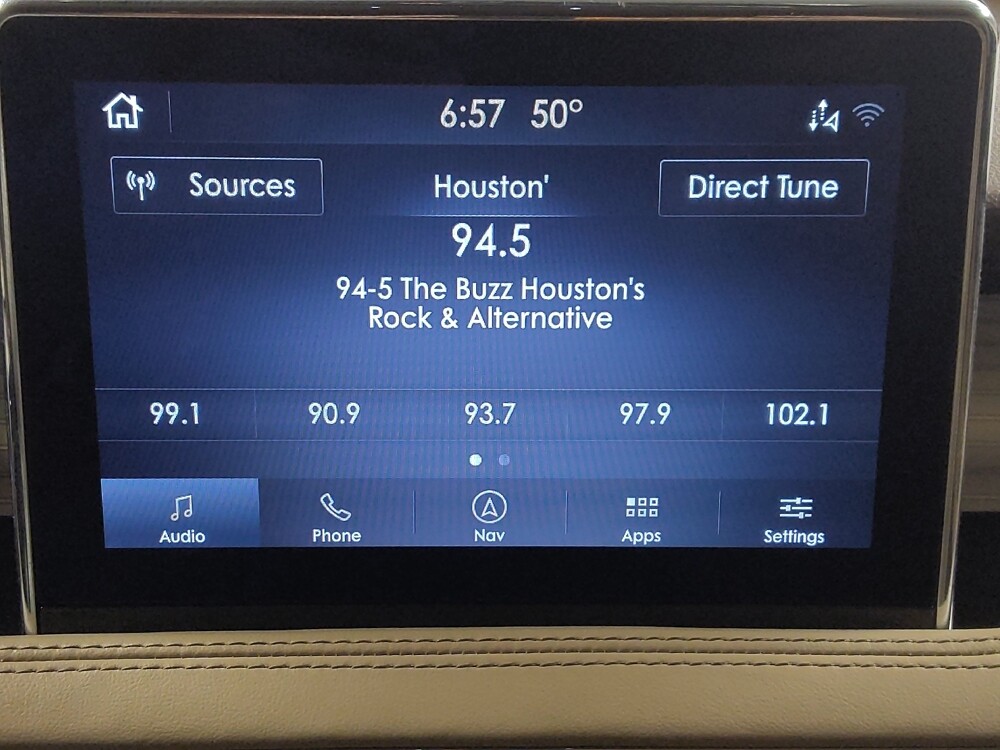 6:57 50°
Sources Houston' Direct Tune
94.5
94-5 The Buzz Houston's
Rock & Alternative
99.1 90.9 93.7 97.9 102.1
Audio Phone Nav Apps Settings